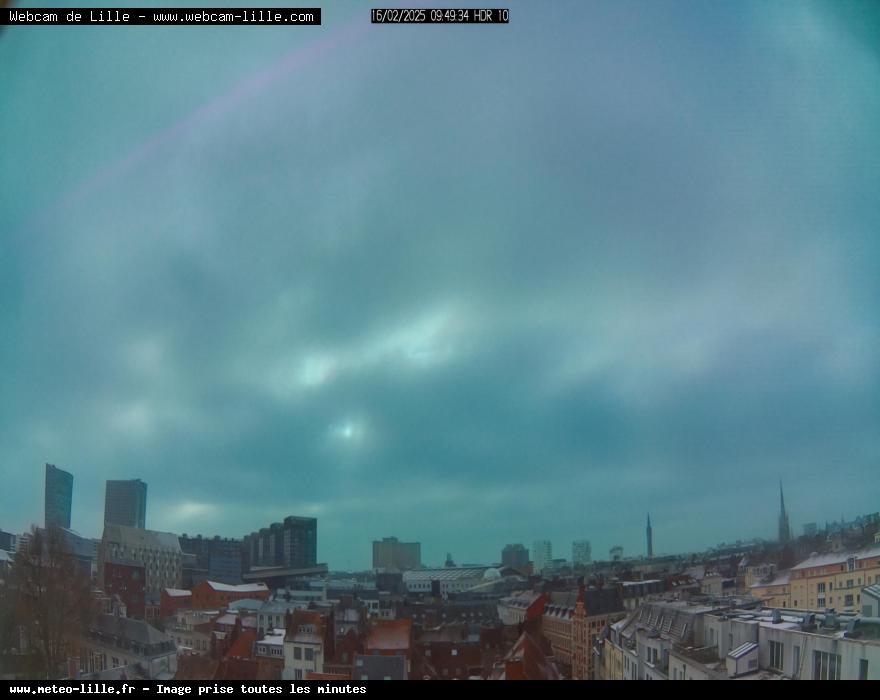 Webcam de Lille - www.webcam-lille.com
16/02/2025 09:49:34 HDR 10
www.meteo-lille.fr - Image prise toutes les minutes